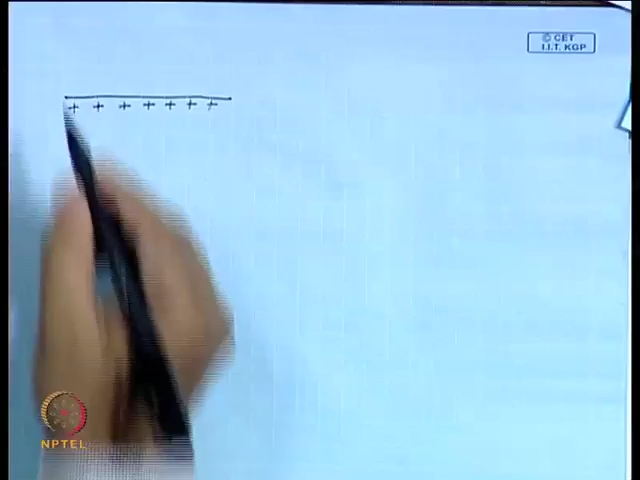 © CET
I.I.T. KGP
+ + + + + + +
NPTEL